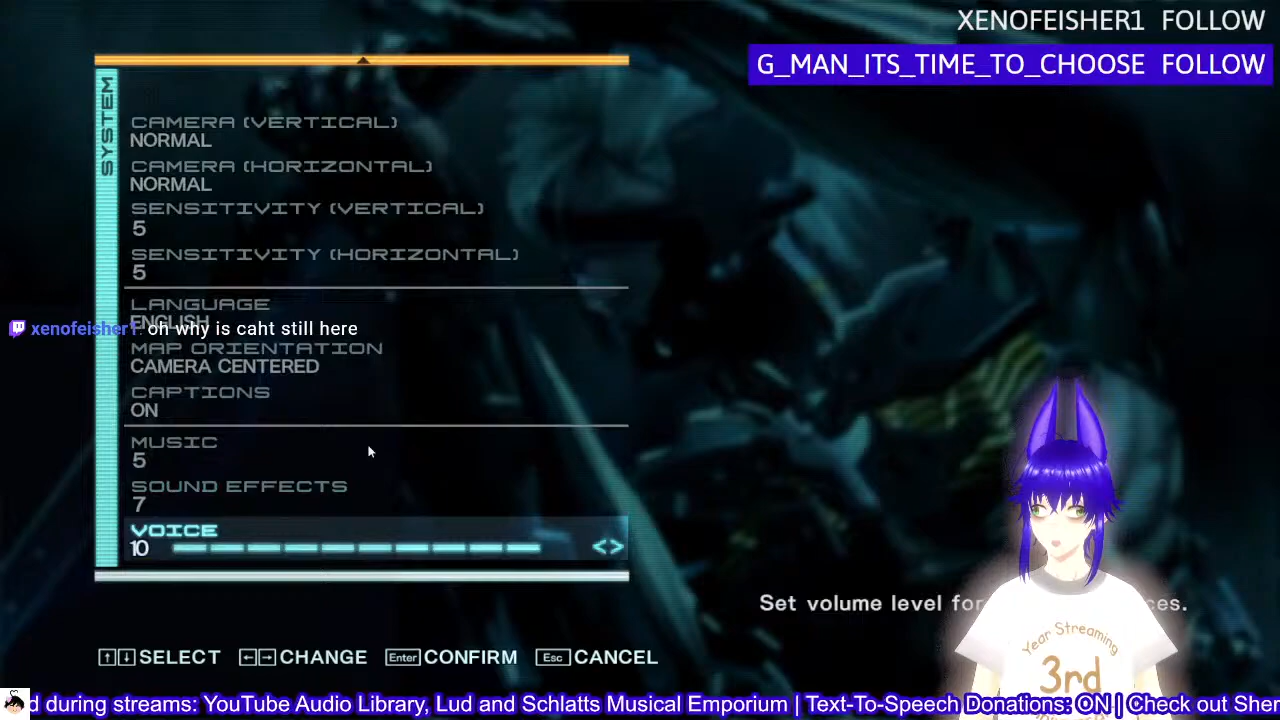 XENOFEISHER1 FOLLOW
G_MAN_ITS_TIME_TO_CHOOSE FOLLOW
SYSTEM
CAMERA (VERTICAL)
NORMAL
CAMERA (HORIZONTAL)
NORMAL
SENSITIVITY (VERTICAL)
5
SENSITIVITY (HORIZONTAL)
5
LANGUAGE
ENGLISH
xenofeisher1: oh why is caht still here
MAP ORIENTATION
CAMERA CENTERED
CAPTIONS
ON
MUSIC
5
SOUND EFFECTS
7
VOICE
10
Set volume level for
Year Streaming
3rd
SELECT CHANGE Enter CONFIRM Esc CANCEL
d during streams: YouTube Audio Library, Lud and Schlatts Musical Emporium | Text-To-Speech Donations: ON | Check out Sher